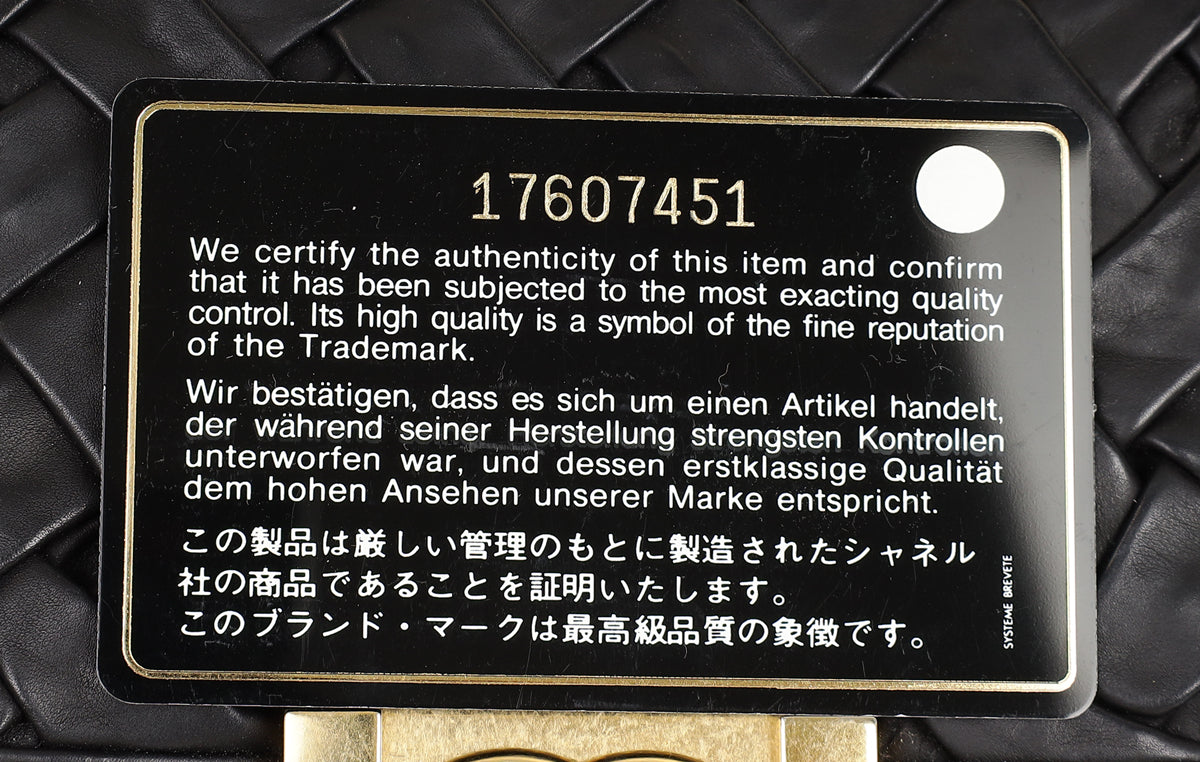 17607451
We certify the authenticity of this item and confirm
that it has been subjected to the most exacting quality
control. Its high quality is a symbol of the fine reputation
of the Trademark.
Wir bestätigen, dass es sich um einen Artikel handelt,
der während seiner Herstellung strengsten Kontrollen
unterworfen war, und dessen erstklassige Qualität
dem hohen Ansehen unserer Marke entspricht.
この製品は厳しい管理のもとに製造されたシャネル
社の商品であることを証明いたします。
このブランド・マークは最高級品質の象徴です。
SYSTEME BREVETE